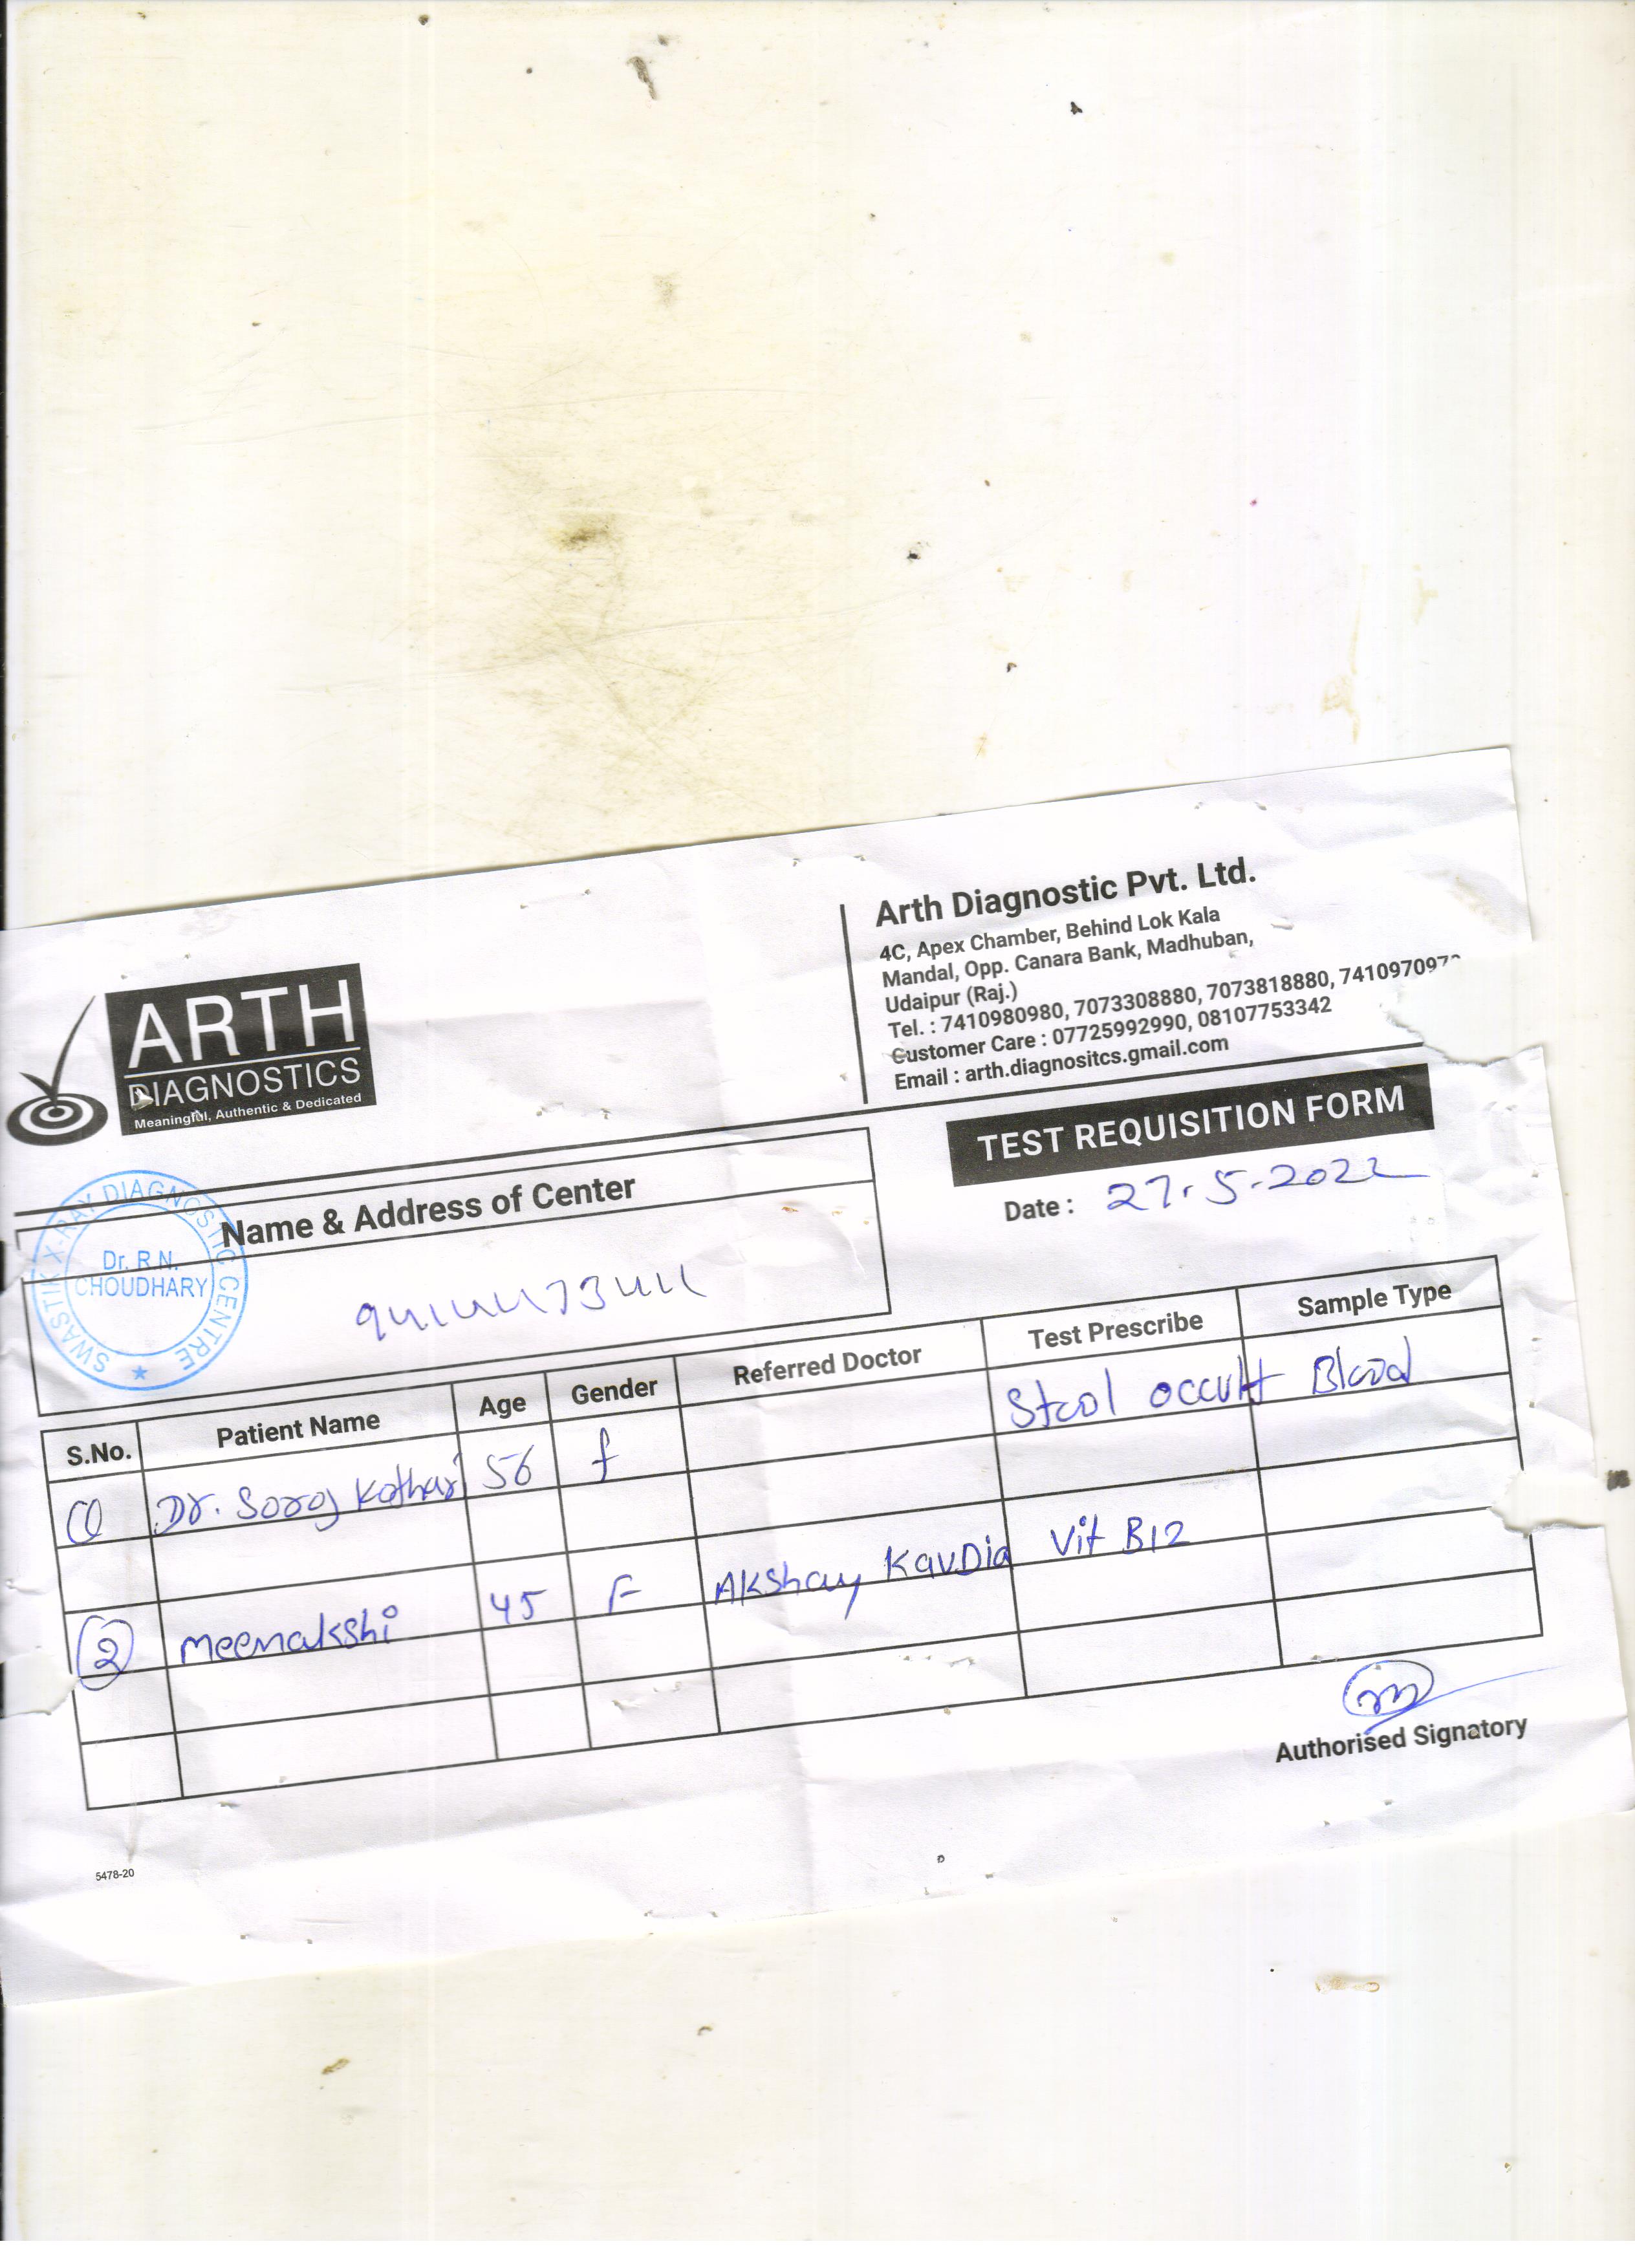 ARTH
DIAGNOSTICS
Meaningful, Authentic & Dedicated
Arth Diagnostic Pvt. Ltd.
4C, Apex Chamber, Behind Lok Kala
Mandal, Opp. Canara Bank, Madhuban,
Udaipur (Raj.)
Tel. : 7410980980, 7073308880, 7073818880,
Customer Care : 07725992990, 08107753342
Email : arth.diagnositcs.gmail.com
TEST REQUISITION FORM
Date : 27.5.2022
Name & Address of Center
SWASTIK X-RAY DIAGNOSTIC CENTRE
Dr. R.N.
CHOUDHARY
S.No. Patient Name Age Gender Referred Doctor Test Prescribe Sample Type
Dr. Saroj Kothari 56 f Stool occult Blood
2 Meenakshi 45 F Akshay Kavdia Vit B12
Authorised Signatory
5478-20